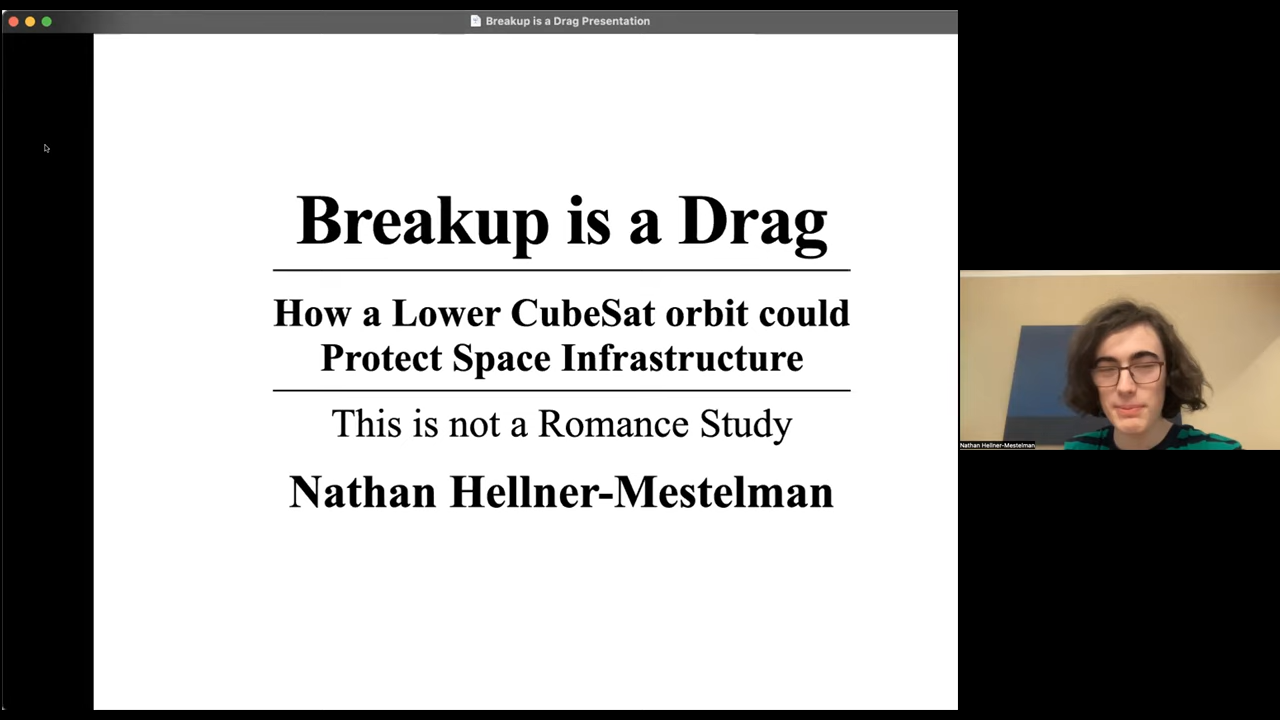 Breakup is a Drag Presentation
Breakup is a Drag
How a Lower CubeSat orbit could
Protect Space Infrastructure
This is not a Romance Study
Nathan Hellner-Mestelman
Nathan Hellner-Mestelman